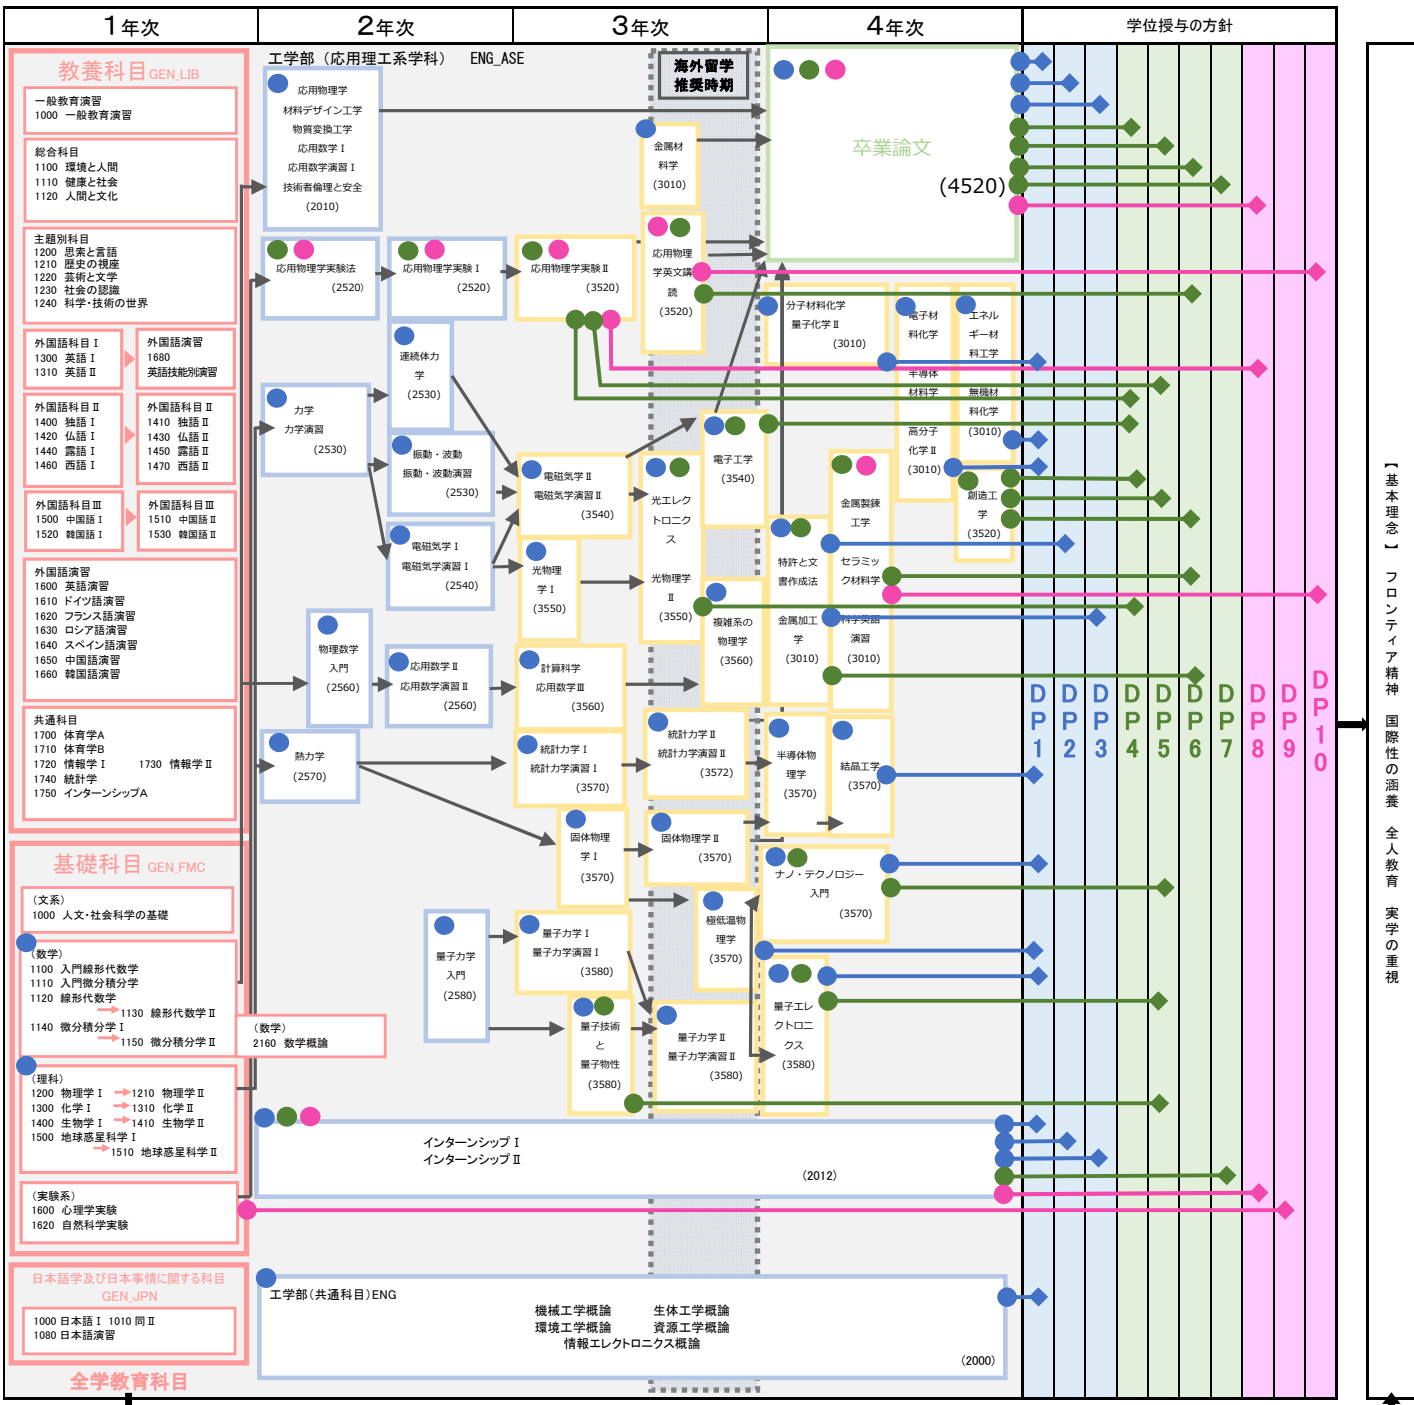 1年次
2年次
3年次
4年次
学位授与の方針
教養科目 GEN_LIB
一般教育演習
1000 一般教育演習
総合科目
1100 環境と人間
1110 健康と社会
1120 人間と文化
主題別科目
1200 思索と言語
1210 歴史の視座
1220 芸術と文学
1230 社会の認識
1240 科学・技術の世界
外国語科目Ⅰ
1300 英語Ⅰ
1310 英語Ⅱ
外国語演習
1680
英語技能別演習
外国語科目Ⅱ
1400 独語Ⅰ
1420 仏語Ⅰ
1440 露語Ⅰ
1460 西語Ⅰ
外国語科目Ⅱ
1410 独語Ⅱ
1430 仏語Ⅱ
1450 露語Ⅱ
1470 西語Ⅱ
外国語科目Ⅲ
1500 中国語Ⅰ
1520 韓国語Ⅰ
外国語科目Ⅲ
1510 中国語Ⅱ
1530 韓国語Ⅱ
外国語演習
1600 英語演習
1610 ドイツ語演習
1620 フランス語演習
1630 ロシア語演習
1640 スペイン語演習
1650 中国語演習
1660 韓国語演習
共通科目
1700 体育学A
1710 体育学B
1720 情報学Ⅰ 1730 情報学Ⅱ
1740 統計学
1750 インターンシップA
基礎科目 GEN_FMC
(文系)
1000 人文・社会科学の基礎
(数学)
1100 入門線形代数学
1110 入門微分積分学
1120 線形代数学
1130 線形代数学Ⅱ
1140 微分積分学Ⅰ
1150 微分積分学Ⅱ
(数学)
2160 数学概論
(理科)
1200 物理学Ⅰ 1210 物理学Ⅱ
1300 化学Ⅰ 1310 化学Ⅱ
1400 生物学Ⅰ 1410 生物学Ⅱ
1500 地球惑星科学Ⅰ
1510 地球惑星科学Ⅱ
(実験系)
1600 心理学実験
1620 自然科学実験
日本語学及び日本事情に関する科目
GEN_JPN
1000 日本語Ⅰ 1010 同Ⅱ
1080 日本語演習
全学教育科目
工学部(応用理工系学科) ENG_ASE
海外留学
推奨時期
応用物理学
材料デザイン工学
物質変換工学
応用数学Ⅰ
応用数学演習Ⅰ
技術者倫理と安全
(2010)
金属材
料学
(3010)
卒業論文
(4520)
応用物理学実験法
(2520)
応用物理学実験Ⅰ
(2520)
応用物理学実験Ⅱ
(3520)
応用物理
学英文講
読
(3520)
分子材料化学
量子化学Ⅱ
(3010)
電子材
料化学
半導体
材料学
高分子
化学Ⅱ
(3010)
エネル
ギー材
料工学
無機材
料化学
(3010)
連続体力
学
(2530)
力学
力学演習
(2530)
振動・波動
振動・波動演習
(2530)
電磁気学Ⅰ
電磁気学演習Ⅰ
(2540)
電磁気学Ⅱ
電磁気学演習Ⅱ
(3540)
電子工学
(3540)
光エレク
トロニク
ス
光物理学
Ⅱ
(3550)
光物理
学Ⅰ
(3550)
金属製錬
工学
セラミッ
ク材料学
科学英語
演習
(3010)
創造工
学
(3520)
特許と文
書作成法
金属加工
学
(3010)
複雑系の
物理学
(3560)
物理数学
入門
(2560)
応用数学Ⅱ
応用数学演習Ⅱ
(2560)
計算科学
応用数学Ⅲ
(3560)
熱力学
(2570)
統計力学Ⅰ
統計力学演習Ⅰ
(3570)
統計力学Ⅱ
統計力学演習Ⅱ
(3572)
半導体物
理学
(3570)
結晶工学
(3570)
固体物理
学Ⅰ
(3570)
固体物理学Ⅱ
(3570)
ナノ・テクノロジー
入門
(3570)
極低温物
理学
(3570)
量子力学
入門
(2580)
量子力学Ⅰ
量子力学演習Ⅰ
(3580)
量子技術
と
量子物性
(3580)
量子力学Ⅱ
量子力学演習Ⅱ
(3580)
量子エレ
クトロニ
クス
(3580)
インターンシップⅠ
インターンシップⅡ
(2012)
工学部(共通科目)ENG
機械工学概論 生体工学概論
環境工学概論 資源工学概論
情報エレクトロニクス概論
(2000)
DP1
DP2
DP3
DP4
DP5
DP6
DP7
DP8
DP9
DP10
【基本理念】 フロンティア精神 国際性の涵養 全人教育 実学の重視